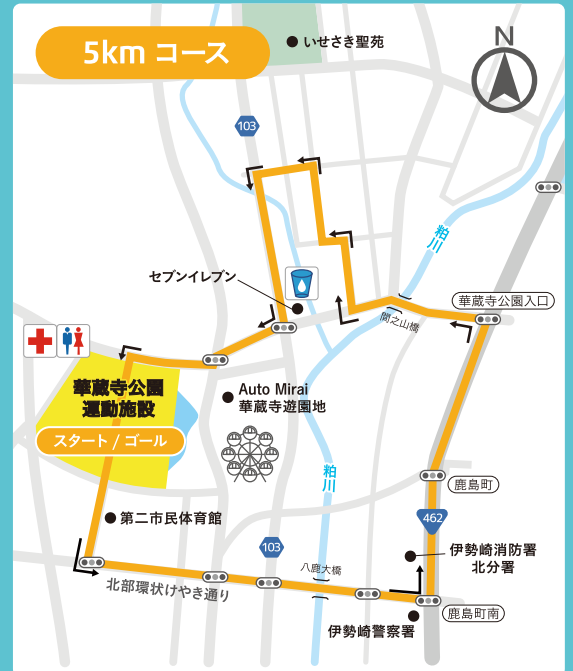 5km コース
いせさき聖苑
N
103
粕川
セブンイレブン
華蔵寺公園入口
間之山橋
華蔵寺公園
運動施設
スタート / ゴール
Auto Mirai
華蔵寺遊園地
粕川
鹿島町
462
第二市民体育館
103
伊勢崎消防署
北分署
八鹿大橋
北部環状けやき通り
鹿島町南
伊勢崎警察署